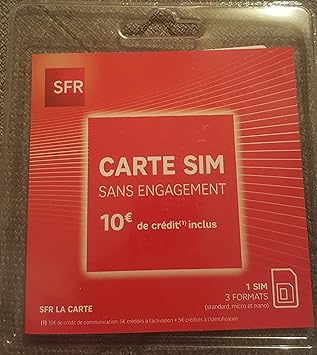 SFR
CARTE SIM
SANS ENGAGEMENT
10€ de crédit(1) inclus
1 SIM
3 FORMATS
(standard, micro et nano)
SFR LA CARTE
(1) 10€ de crédit de communication: 5€ crédités à l'activation + 5€ crédités à l'identification